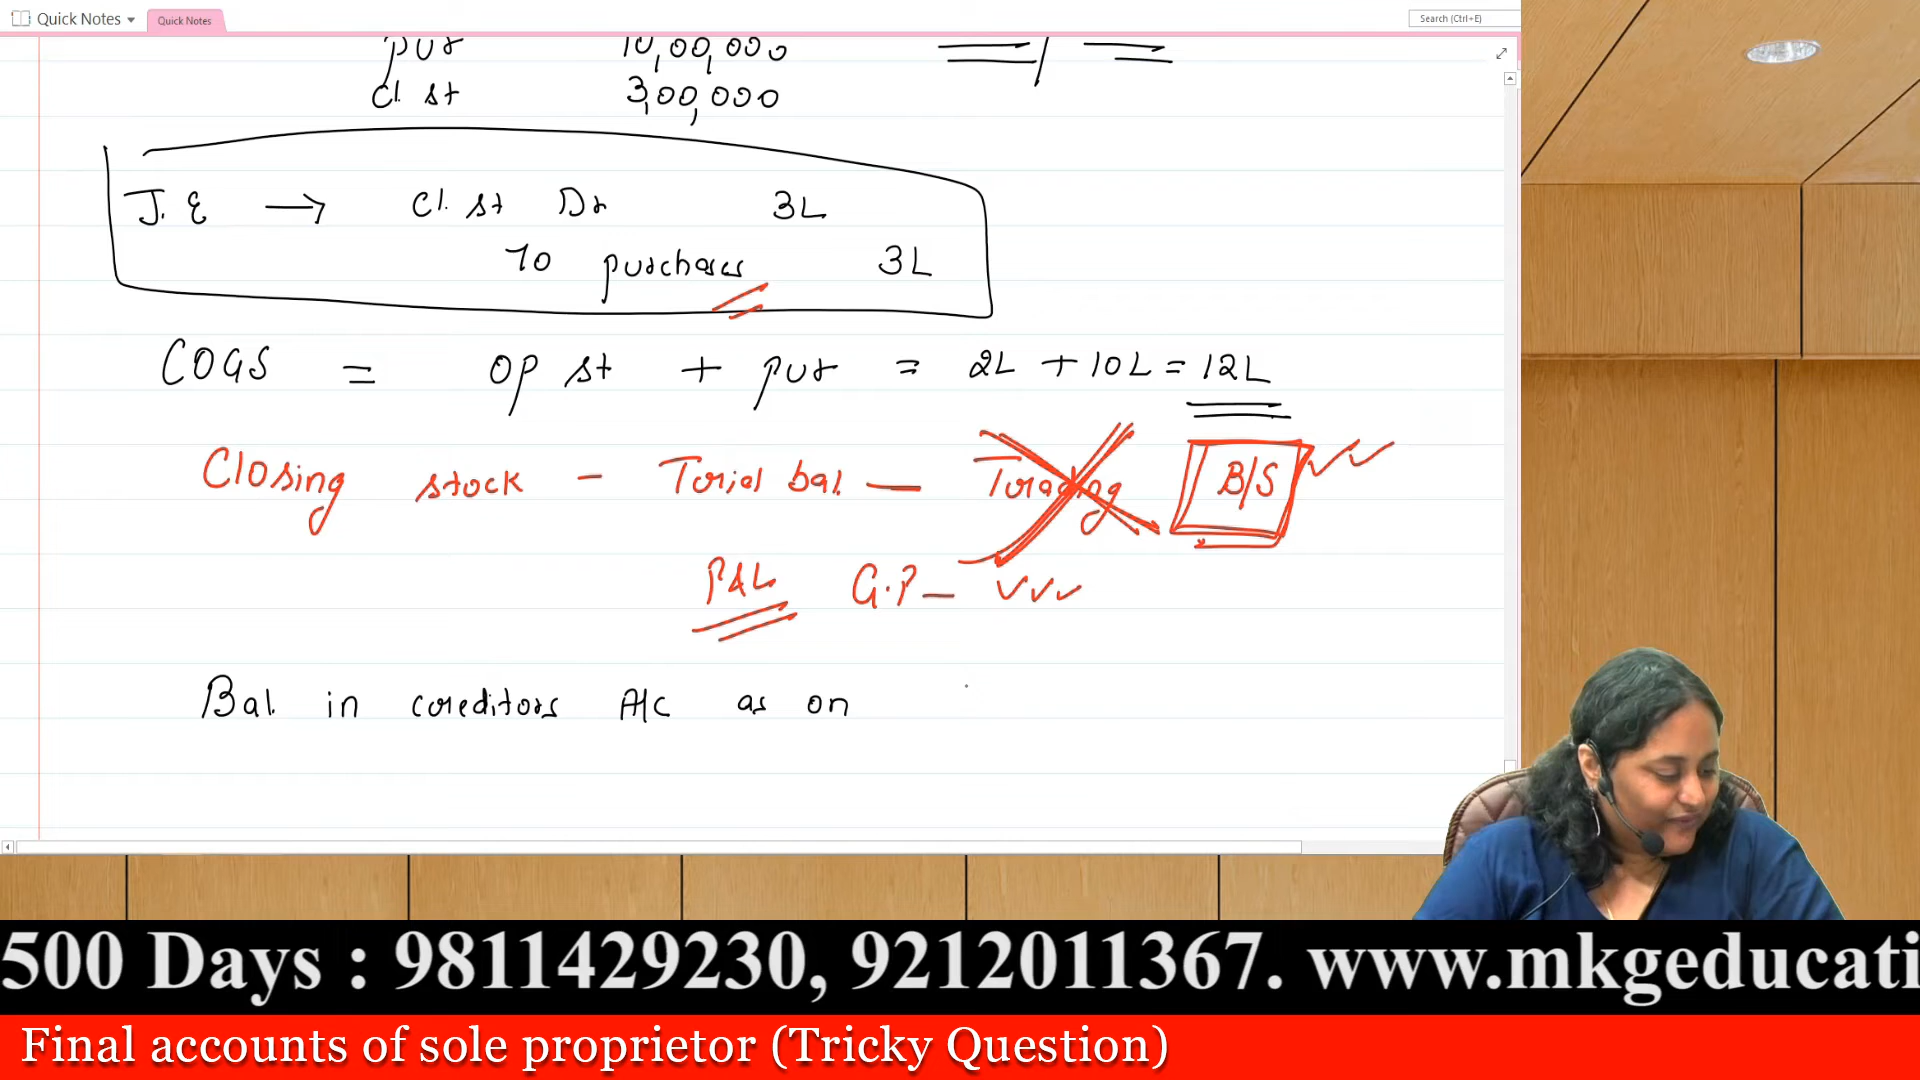 Quick Notes
Quick Notes
Search (Ctrl+E)
pur 10,00,000
cl. st 3,00,000
J. E → cl. st Dr 3L
To purchases 3L
COGS = op st + pur = 2L + 10L = 12L
Closing stock - Trial bal. — Trading B/S
P&L G.P —
Bal. in creditors A/c as on
500 Days : 9811429230, 9212011367. www.mkgeducati
Final accounts of sole proprietor (Tricky Question)